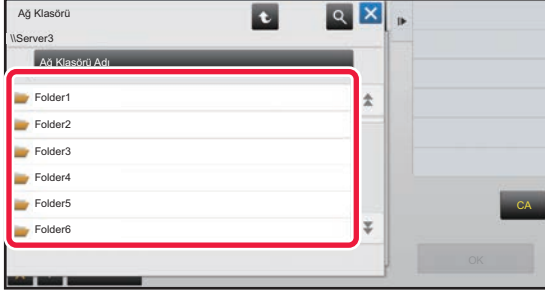 Ağ Klasörü
\\Server3
Ağ Klasörü Adı
Folder1
Folder2
Folder3
Folder4
Folder5
Folder6
CA
OK